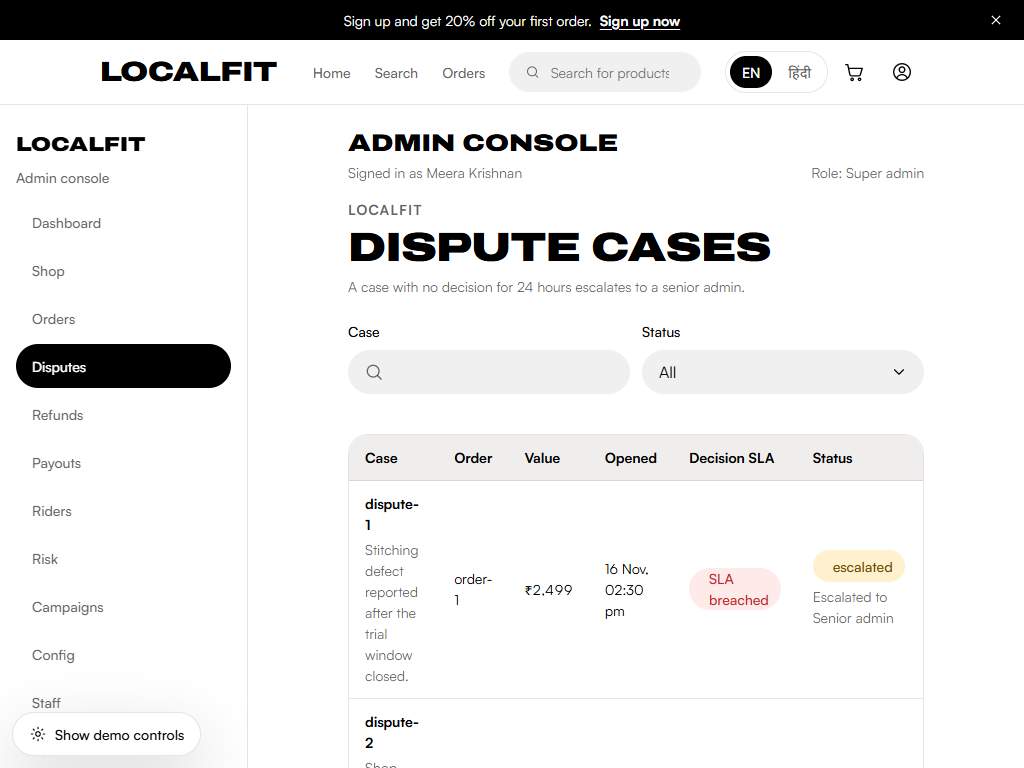 Sign up and get 20% off your first order. Sign up now
LOCALFIT
Home
Search
Orders
Search for products
EN
हिंदी
LOCALFIT
Admin console
Dashboard
Shop
Orders
Disputes
Refunds
Payouts
Riders
Risk
Campaigns
Config
Staff
Show demo controls
ADMIN CONSOLE
Signed in as Meera Krishnan
Role: Super admin
LOCALFIT
DISPUTE CASES
A case with no decision for 24 hours escalates to a senior admin.
Case
Status
All
Case Order Value Opened Decision SLA Status
dispute-
1
Stitching
defect
reported
after the
trial
window
closed.
order-
1
₹2,499
16 Nov,
02:30
pm
SLA
breached
escalated
Escalated to
Senior admin
dispute-
2